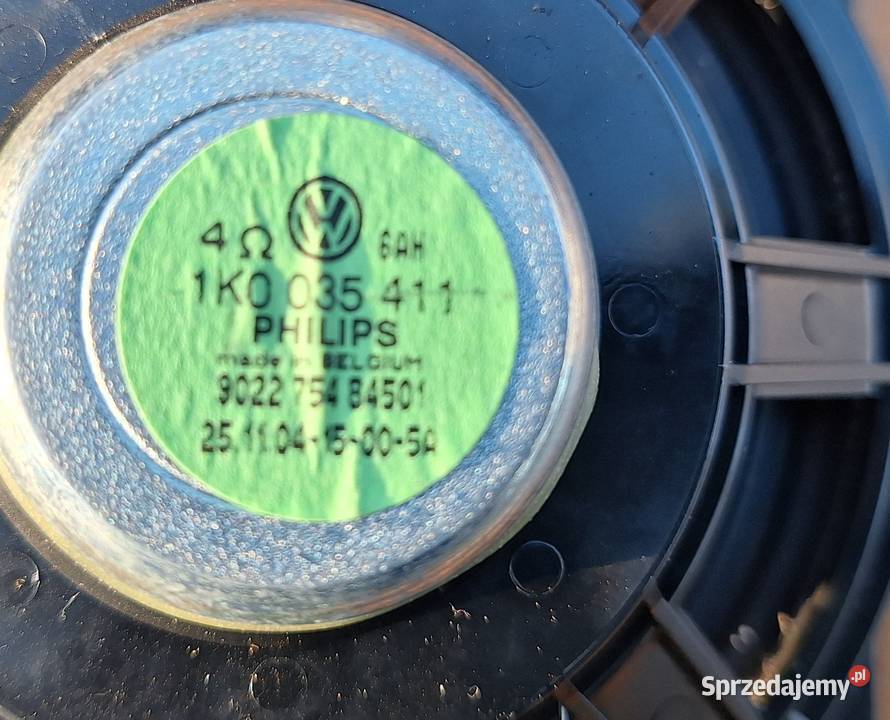 4 Ω VW 6AH
1K0 035 411
PHILIPS
made in BELGIUM
9022 754 84501
25.11.04-15-00-5A
Sprzedajemy.pl